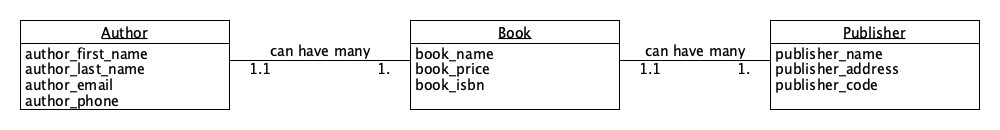 Author
author_first_name
author_last_name
author_email
author_phone
can have many
1.1 1.
Book
book_name
book_price
book_isbn
can have many
1.1 1.
Publisher
publisher_name
publisher_address
publisher_code